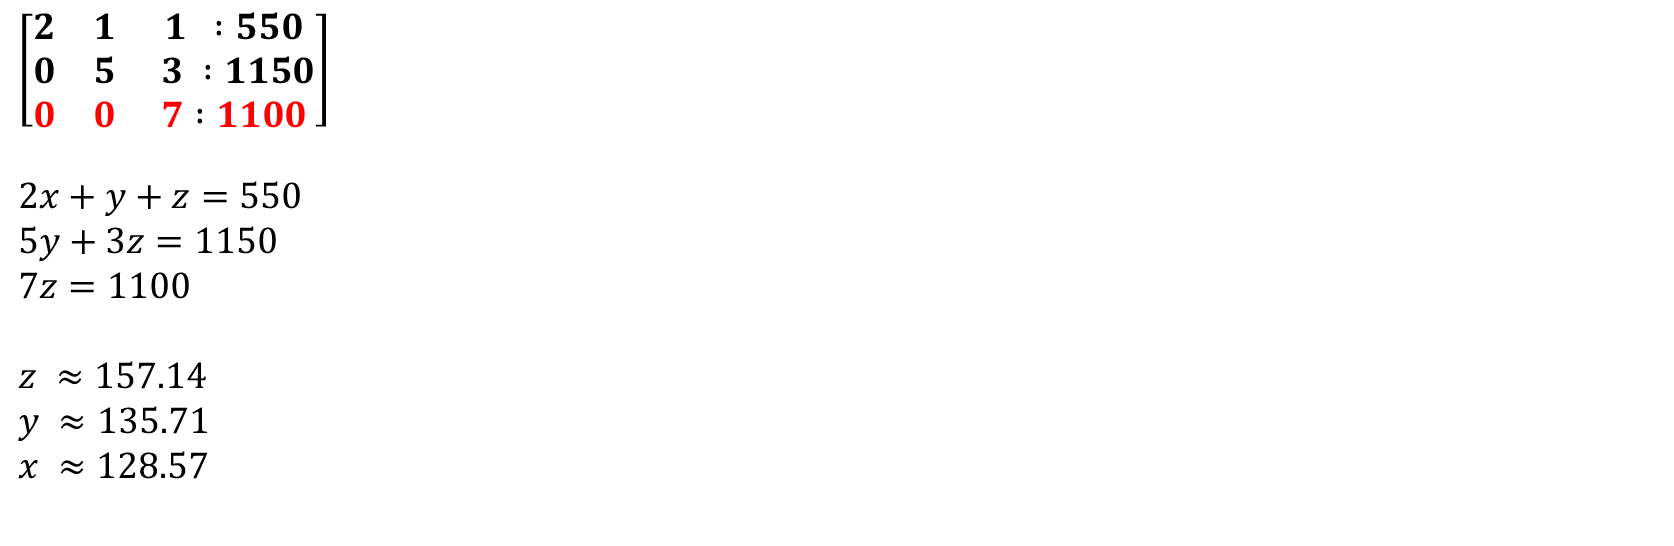 2 1 1 : 550
0 5 3 : 1150
0 0 7 : 1100
2x + y + z = 550
5y + 3z = 1150
7z = 1100
z ≈ 157.14
y ≈ 135.71
x ≈ 128.57